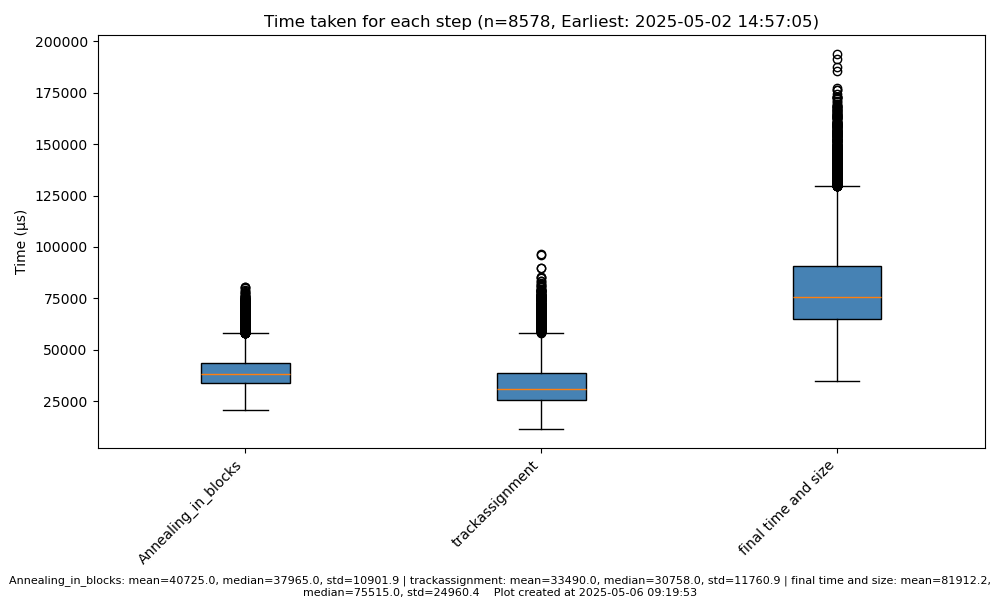 Time taken for each step (n=8578, Earliest: 2025-05-02 14:57:05)
200000
175000
150000
125000
100000
75000
50000
25000
Time (µs)
Annealing_in_blocks
trackassignment
final time and size
Annealing_in_blocks: mean=40725.0, median=37965.0, std=10901.9 | trackassignment: mean=33490.0, median=30758.0, std=11760.9 | final time and size: mean=81912.2,
median=75515.0, std=24960.4    Plot created at 2025-05-06 09:19:53